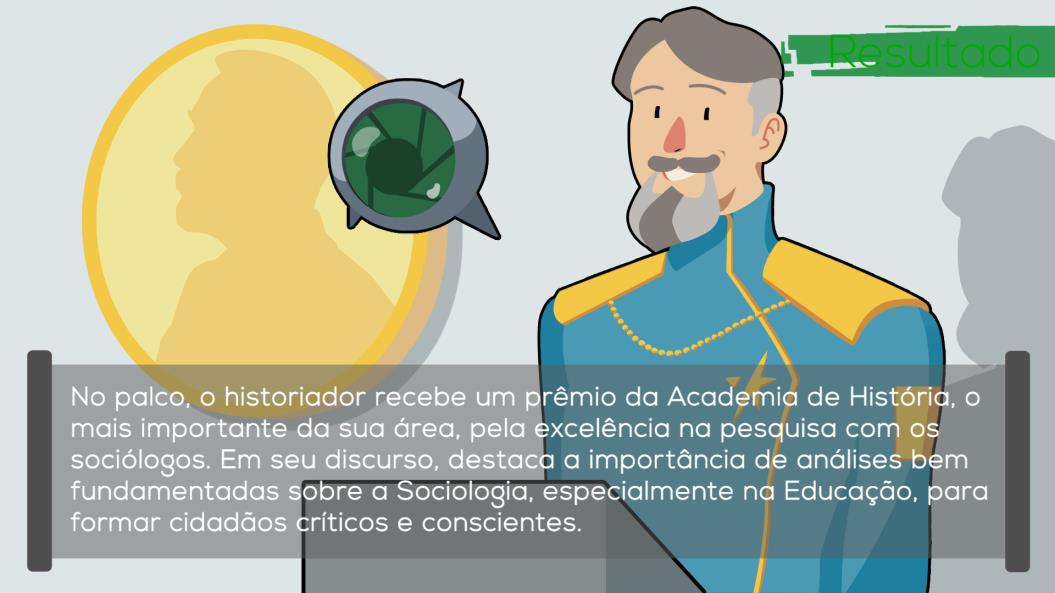 Resultado
No palco, o historiador recebe um prêmio da Academia de História, o
mais importante da sua área, pela excelência na pesquisa com os
sociólogos. Em seu discurso, destaca a importância de análises bem
fundamentadas sobre a Sociologia, especialmente na Educação, para
formar cidadãos críticos e conscientes.